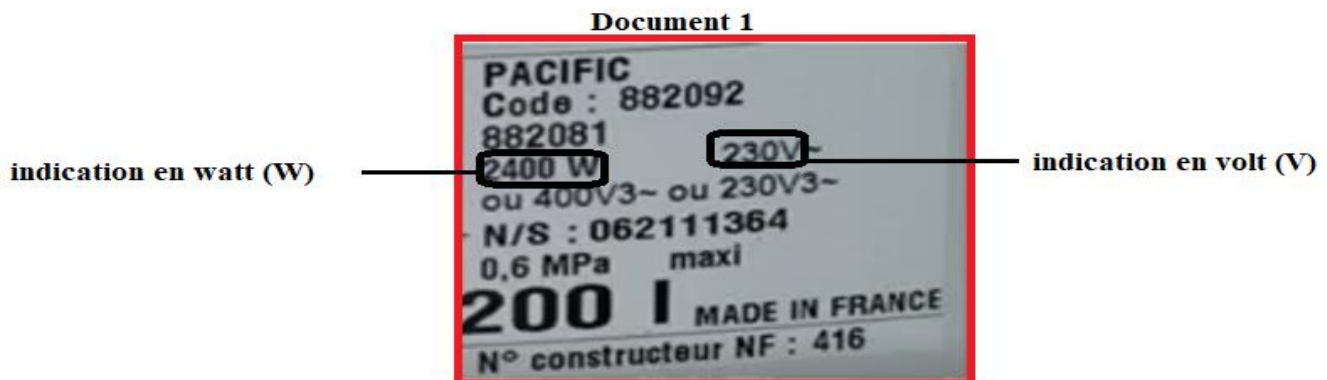 Document 1
PACIFIC
Code : 882092
882081
indication en watt (W)
2400 W 230V~
indication en volt (V)
ou 400V3~ ou 230V3~
N/S : 062111364
0,6 MPa maxi
200 l MADE IN FRANCE
N° constructeur NF : 416